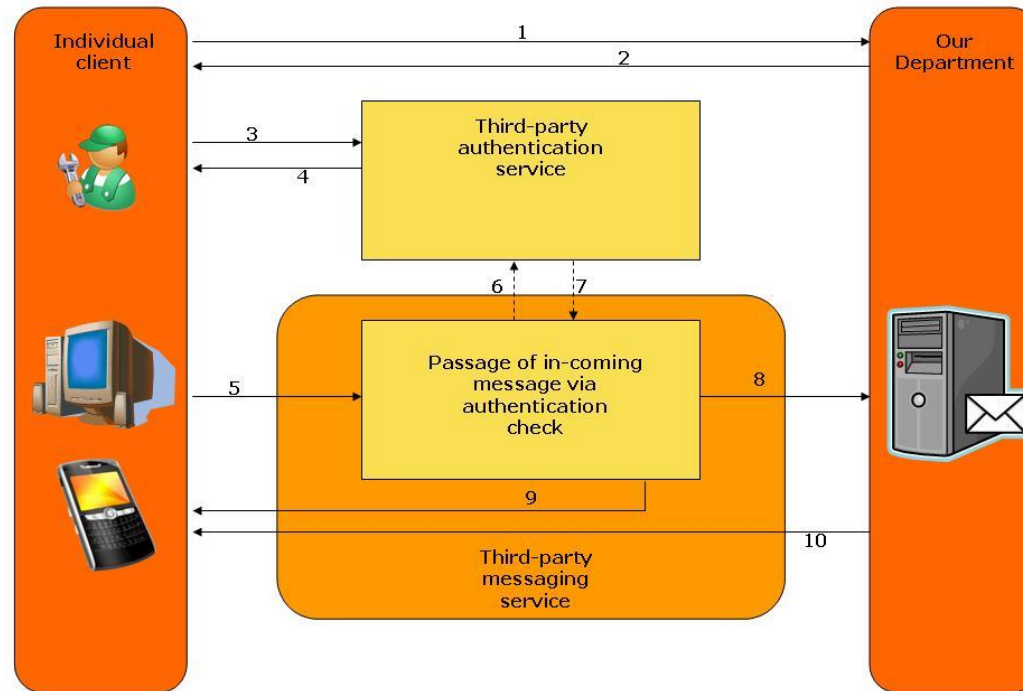 Individual
client
1
Our
Department
2
3
Third-party
authentication
service
4
6
7
5
Passage of in-coming
message via
authentication
check
8
9
10
Third-party
messaging
service